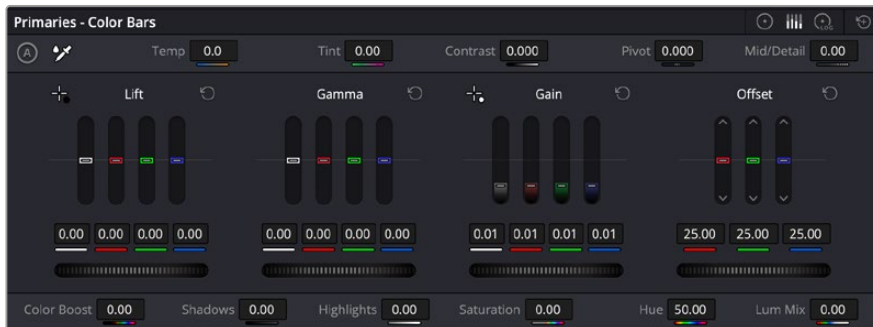 Primaries - Color Bars
LOG
A Temp 0.0 Tint 0.00 Contrast 0.000 Pivot 0.000 Mid/Detail 0.00
Lift Gamma Gain Offset
0.00 0.00 0.00 0.00 0.00 0.00 0.00 0.00 0.01 0.01 0.01 0.01 25.00 25.00 25.00
Color Boost 0.00 Shadows 0.00 Highlights 0.00 Saturation 0.00 Hue 50.00 Lum Mix 0.00